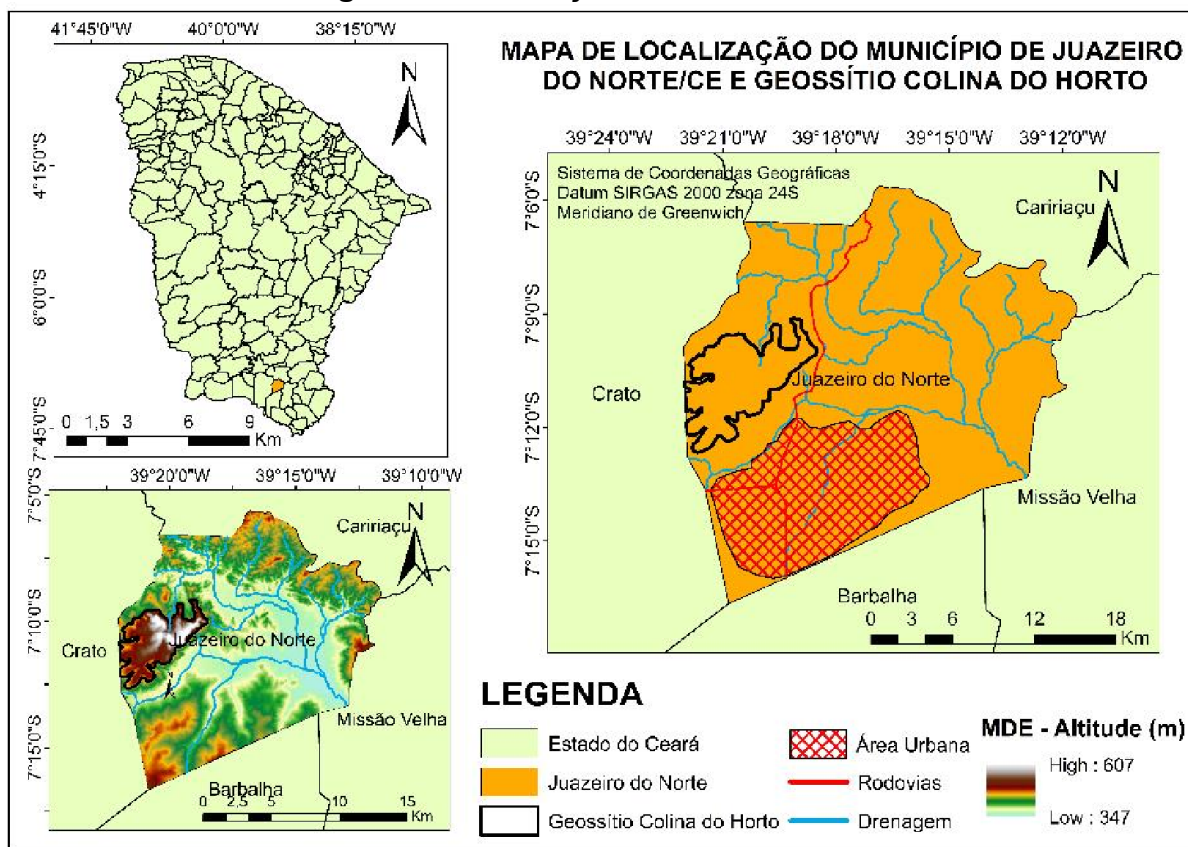 41°45'0"W 40°0'0"W 38°15'0"W
N
4°15'0"S
6°0'0"S
7°45'0"S
0 1,5 3 6 9
Km
MAPA DE LOCALIZAÇÃO DO MUNICÍPIO DE JUAZEIRO
DO NORTE/CE E GEOSSÍTIO COLINA DO HORTO
39°24'0"W 39°21'0"W 39°18'0"W 39°15'0"W 39°12'0"W
Sistema de Coordenadas Geográficas
Datum SIRGAS 2000 zona 24S
Meridiano de Greenwich
N
Caririaçu
7°6'0"S
7°9'0"S
7°12'0"S
7°15'0"S
Crato
Juazeiro do Norte
Missão Velha
Barbalha
0 3 6 12 18
Km
39°20'0"W 39°15'0"W 39°10'0"W
7°5'0"S
7°10'0"S
7°15'0"S
N
Caririaçu
Crato
Juazeiro do Norte
Missão Velha
Barbalha
0 2,5 5 10 15
Km
LEGENDA
Estado do Ceará
Juazeiro do Norte
Geossítio Colina do Horto
Área Urbana
Rodovias
Drenagem
MDE - Altitude (m)
High : 607
Low : 347